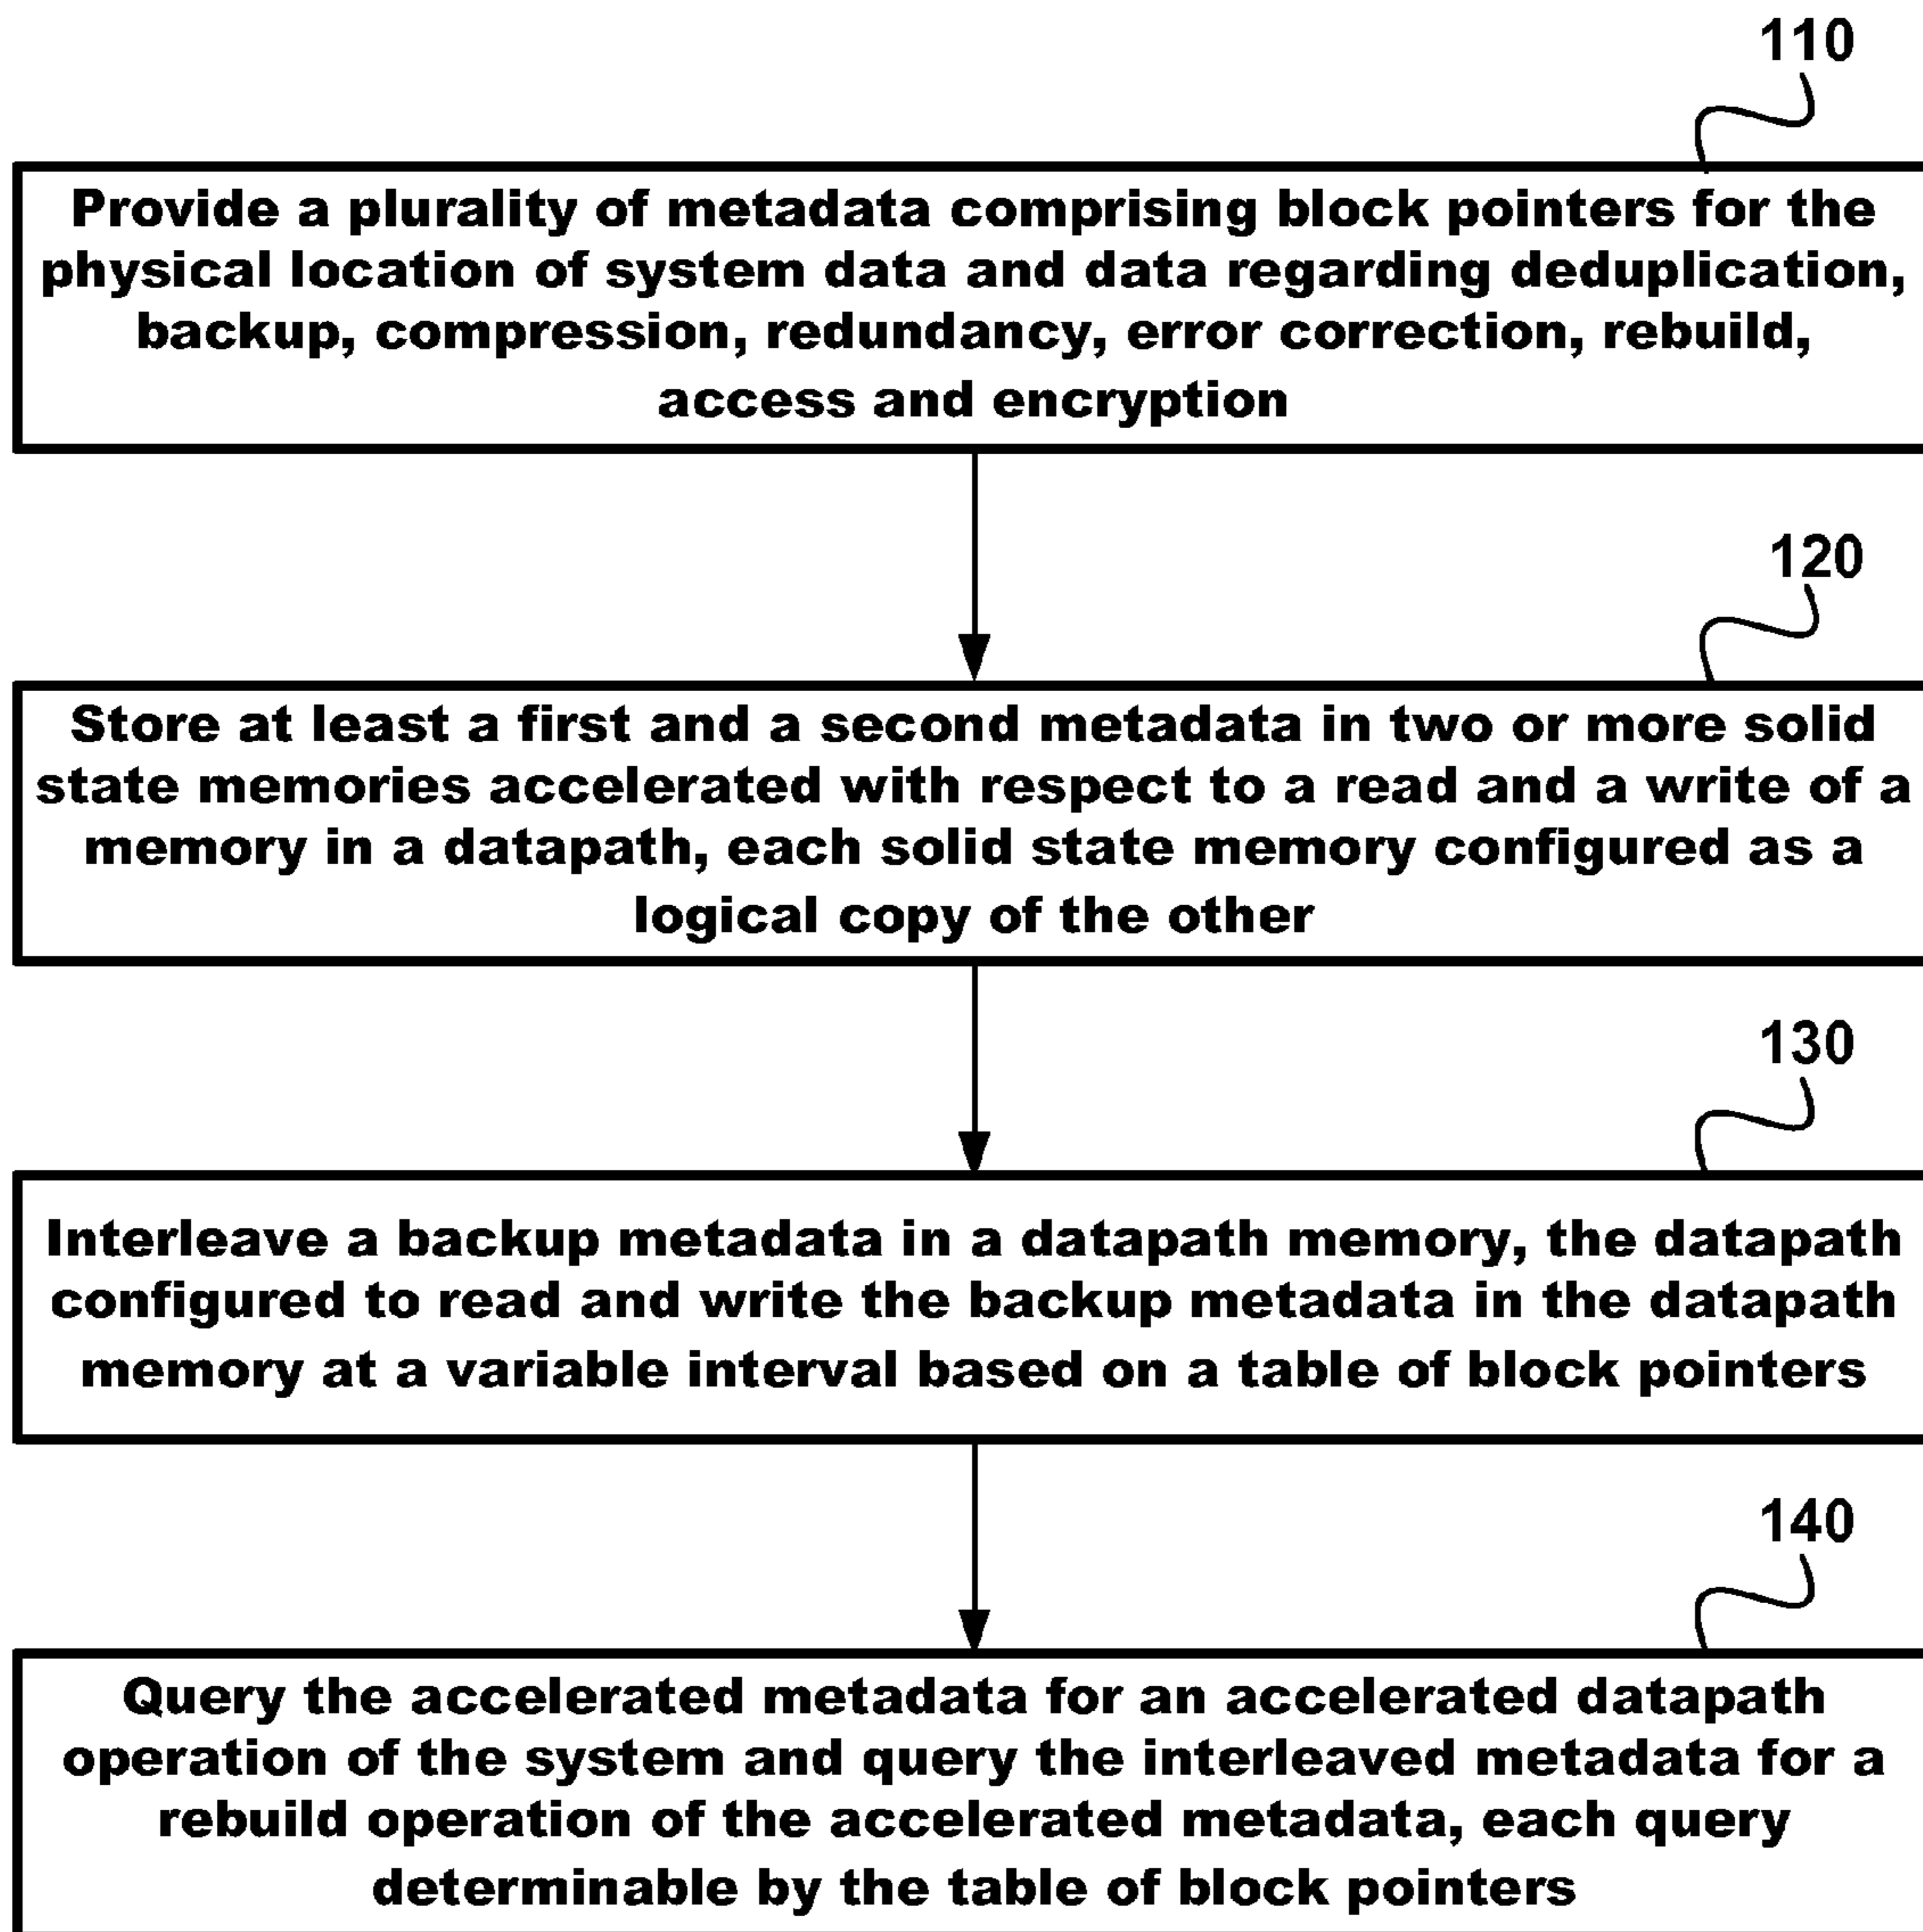 110
Provide a plurality of metadata comprising block pointers for the
physical location of system data and data regarding deduplication,
backup, compression, redundancy, error correction, rebuild,
access and encryption
120
Store at least a first and a second metadata in two or more solid
state memories accelerated with respect to a read and a write of a
memory in a datapath, each solid state memory configured as a
logical copy of the other
130
Interleave a backup metadata in a datapath memory, the datapath
configured to read and write the backup metadata in the datapath
memory at a variable interval based on a table of block pointers
140
Query the accelerated metadata for an accelerated datapath
operation of the system and query the interleaved metadata for a
rebuild operation of the accelerated metadata, each query
determinable by the table of block pointers